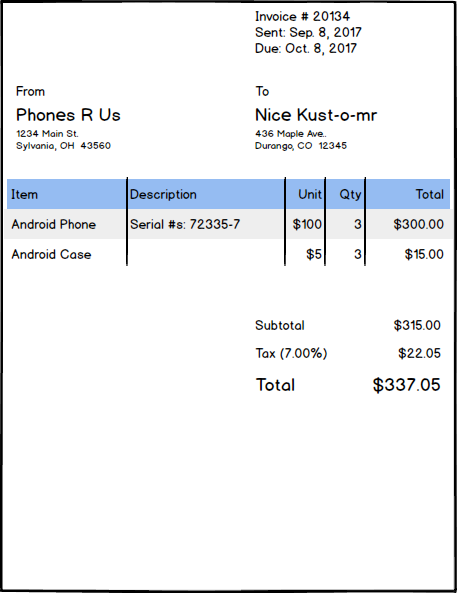 Invoice # 20134
Sent: Sep. 8, 2017
Due: Oct. 8, 2017
From
Phones R Us
1234 Main St.
Sylvania, OH 43560
To
Nice Kust-o-mr
436 Maple Ave..
Durango, CO 12345
Item Description Unit Qty Total
Android Phone Serial #s: 72335-7 $100 3 $300.00
Android Case $5 3 $15.00
Subtotal $315.00
Tax (7.00%) $22.05
Total $337.05